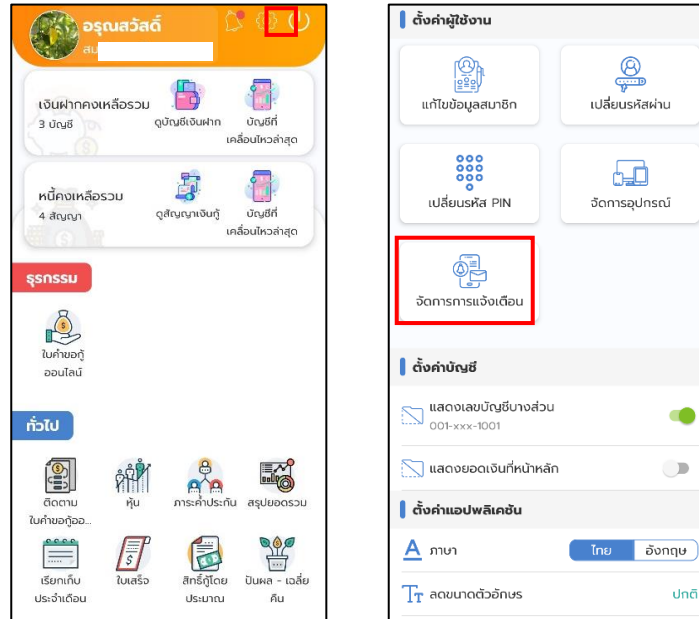 อรุณสวัสดิ์
สม
เงินฝากคงเหลือรวม
3 บัญชี
ดูบัญชีเงินฝาก
บัญชีที่
เคลื่อนไหวล่าสุด
หนี้คงเหลือรวม
4 สัญญา
ดูสัญญาเงินกู้
บัญชีที่
เคลื่อนไหวล่าสุด
ธุรกรรม
ใบคำขอกู้
ออนไลน์
ทั่วไป
ติดตาม
ใบคำขอกู้ออ...
หุ้น
ภาระค้ำประกัน
สรุปยอดรวม
เรียกเก็บ
ประจำเดือน
ใบเสร็จ
สิทธิ์กู้โดย
ประมาณ
ปันผล - เฉลี่ย
คืน
ตั้งค่าผู้ใช้งาน
แก้ไขข้อมูลสมาชิก
เปลี่ยนรหัสผ่าน
เปลี่ยนรหัส PIN
จัดการอุปกรณ์
จัดการการแจ้งเตือน
ตั้งค่าบัญชี
แสดงเลขบัญชีบางส่วน
001-xxx-1001
แสดงยอดเงินที่หน้าหลัก
ตั้งค่าแอปพลิเคชัน
ภาษา
ไทย
อังกฤษ
ลดขนาดตัวอักษร
ปกติ